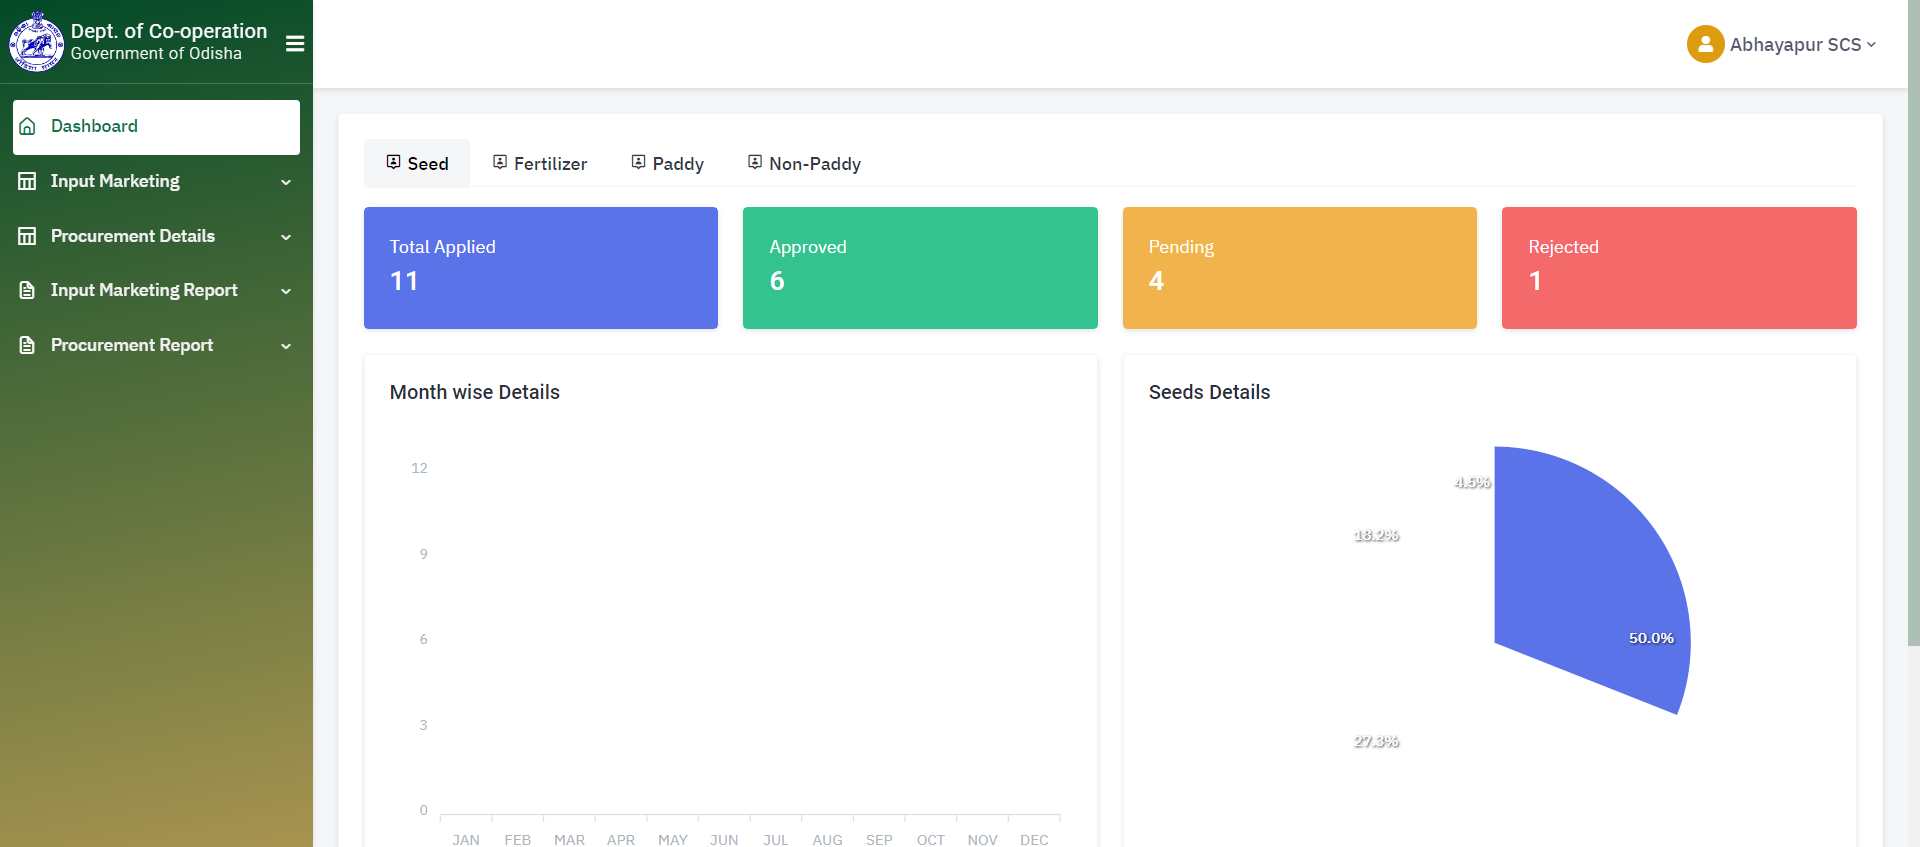 Dept. of Co-operation
Government of Odisha
Abhayapur SCS
Dashboard
Input Marketing
Procurement Details
Input Marketing Report
Procurement Report
Seed
Fertilizer
Paddy
Non-Paddy
Total Applied
11
Approved
6
Pending
4
Rejected
1
Month wise Details
12
9
6
3
0
JAN FEB MAR APR MAY JUN JUL AUG SEP OCT NOV DEC
Seeds Details
4.5%
18.2%
50.0%
27.3%